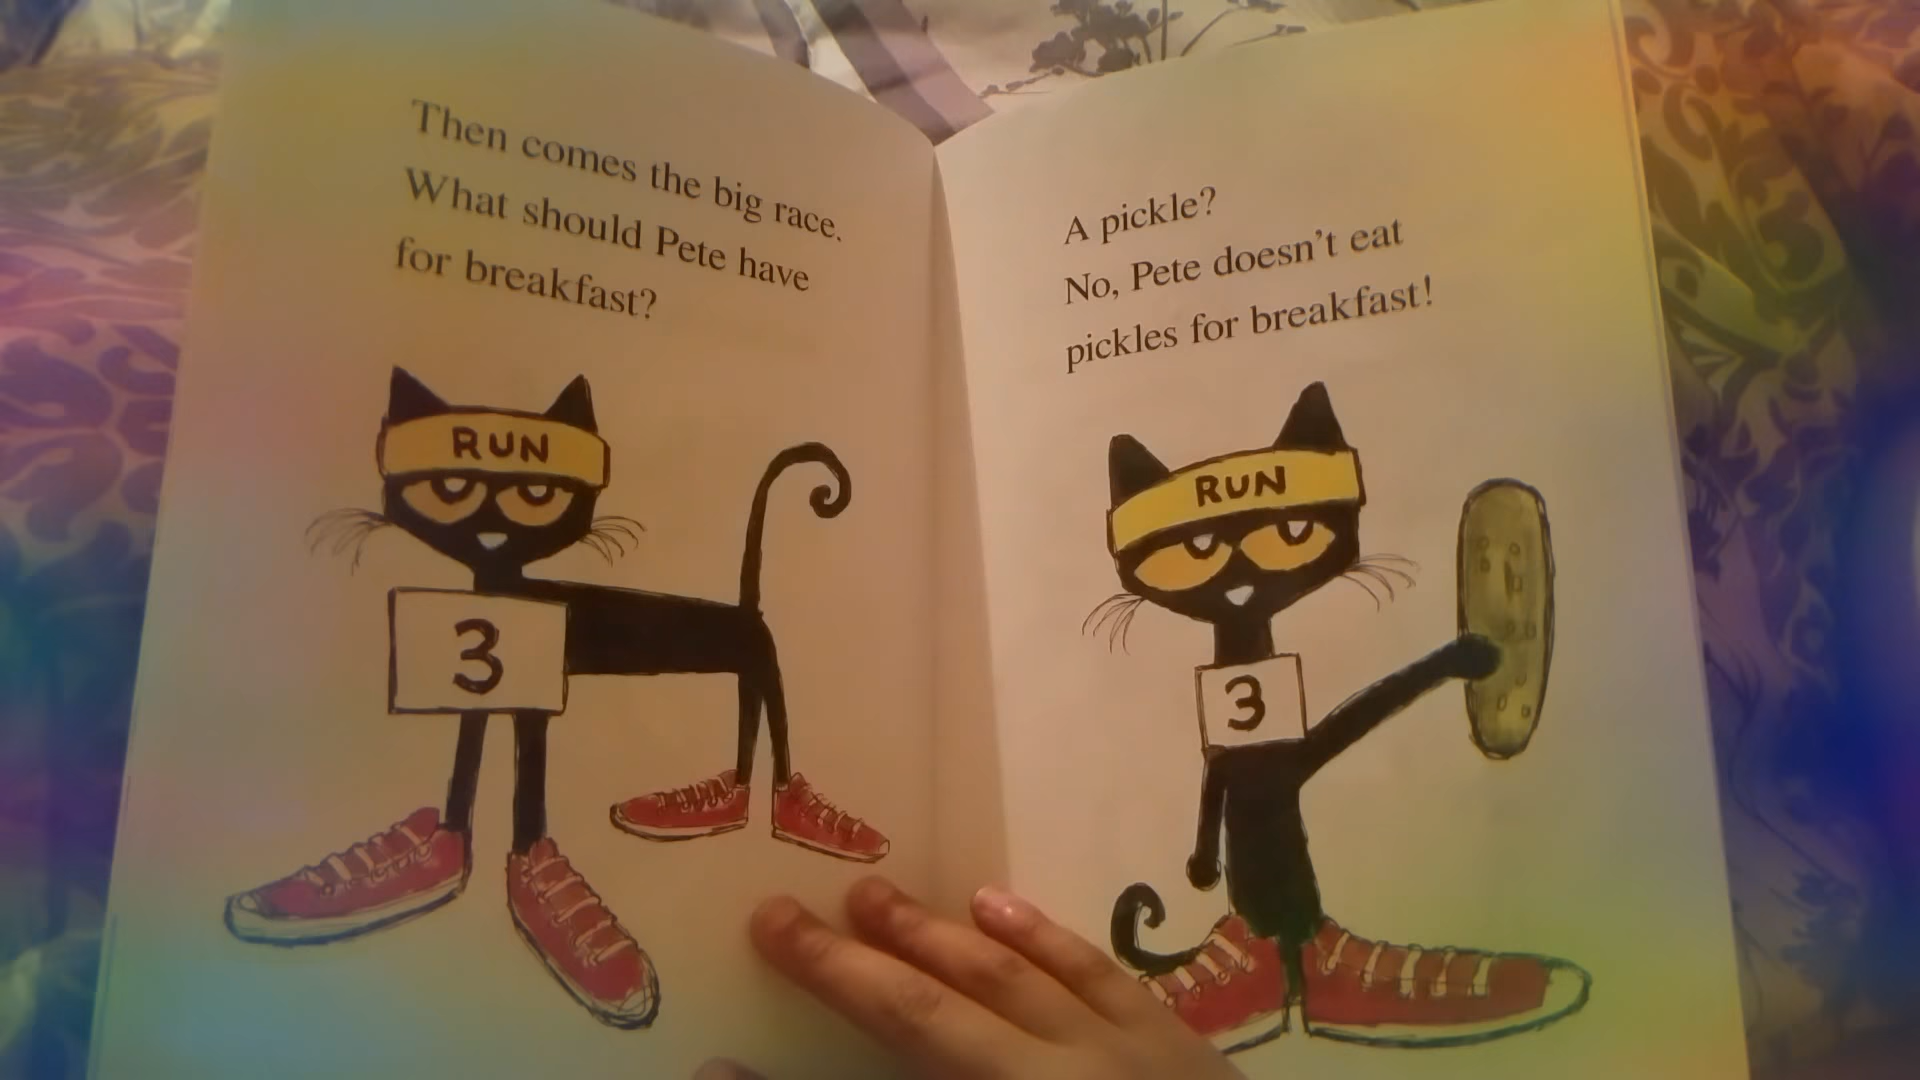 Then comes the big race.
What should Pete have
for breakfast?
RUN
3
A pickle?
No, Pete doesn't eat
pickles for breakfast!
RUN
3